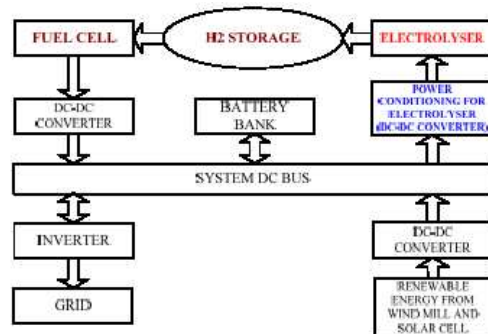 FUEL CELL
H2 STORAGE
ELECTROLYSER
DC-DC
CONVERTER
BATTERY
BANK
POWER
CONDITIONING FOR
ELECTROLYSER
(DC-DC CONVERTER)
SYSTEM DC BUS
INVERTER
DC-DC
CONVERTER
GRID
RENEWABLE
ENERGY FROM
WIND MILL AND
SOLAR CELL